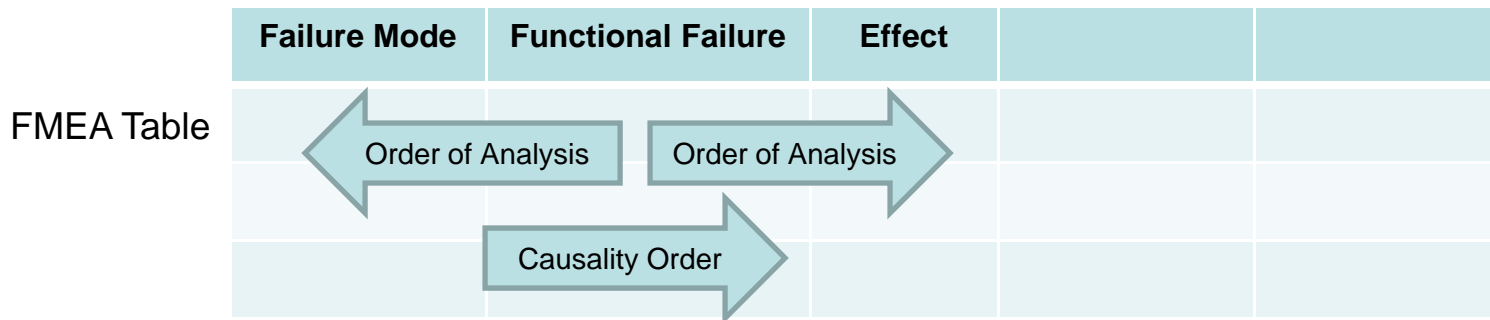 Failure Mode Functional Failure Effect
FMEA Table
Order of Analysis Order of Analysis
Causality Order